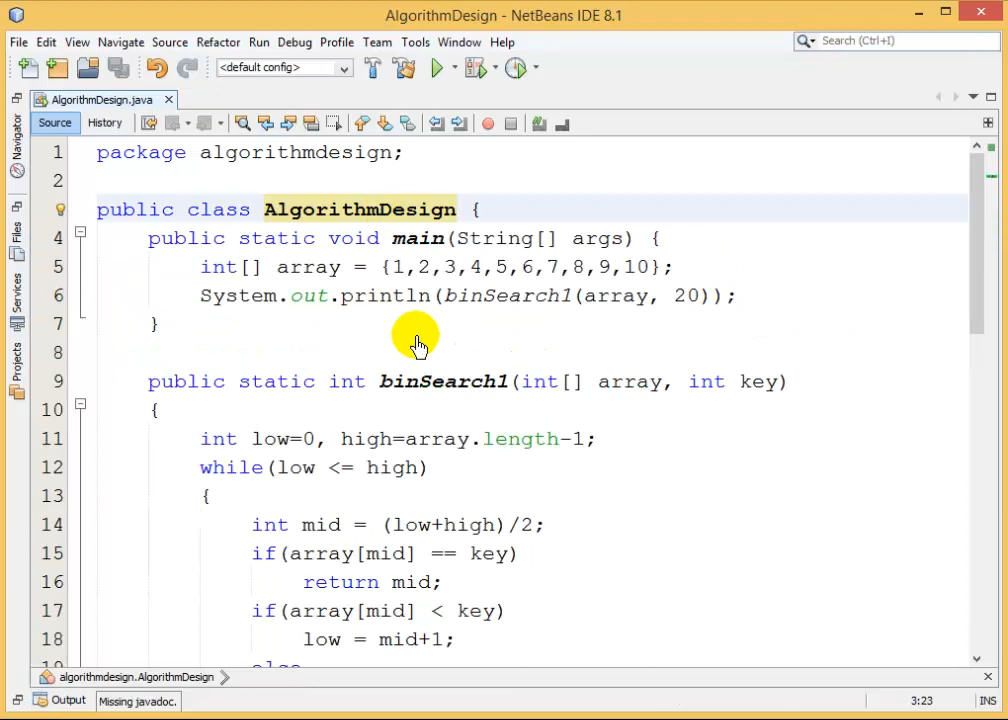 AlgorithmDesign - NetBeans IDE 8.1
File Edit View Navigate Source Refactor Run Debug Profile Team Tools Window Help
Search (Ctrl+I)
<default config>
AlgorithmDesign.java
Source History
Navigator
Files
Services
Projects
1 package algorithmdesign;
2
public class AlgorithmDesign {
4 public static void main(String[] args) {
5 int[] array = {1,2,3,4,5,6,7,8,9,10};
6 System.out.println(binSearch1(array, 20));
7 }
8
9 public static int binSearch1(int[] array, int key)
10 {
11 int low=0, high=array.length-1;
12 while(low <= high)
13 {
14 int mid = (low+high)/2;
15 if(array[mid] == key)
16 return mid;
17 if(array[mid] < key)
18 low = mid+1;
19 else
algorithmdesign.AlgorithmDesign
Output Missing javadoc. 3:23 INS